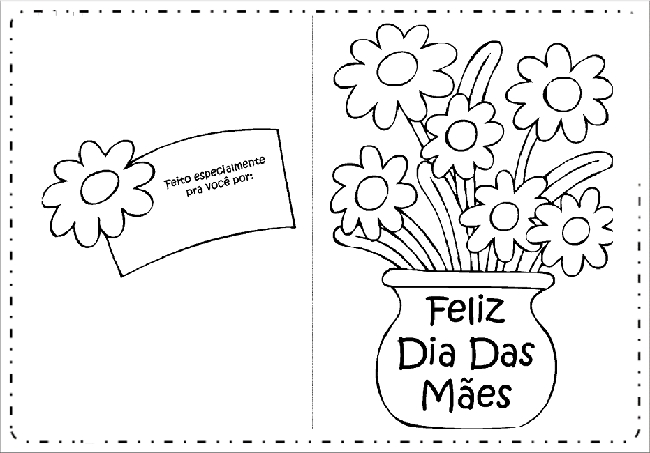 Feito especialmente
pra você por:
Feliz
Dia Das
Mães